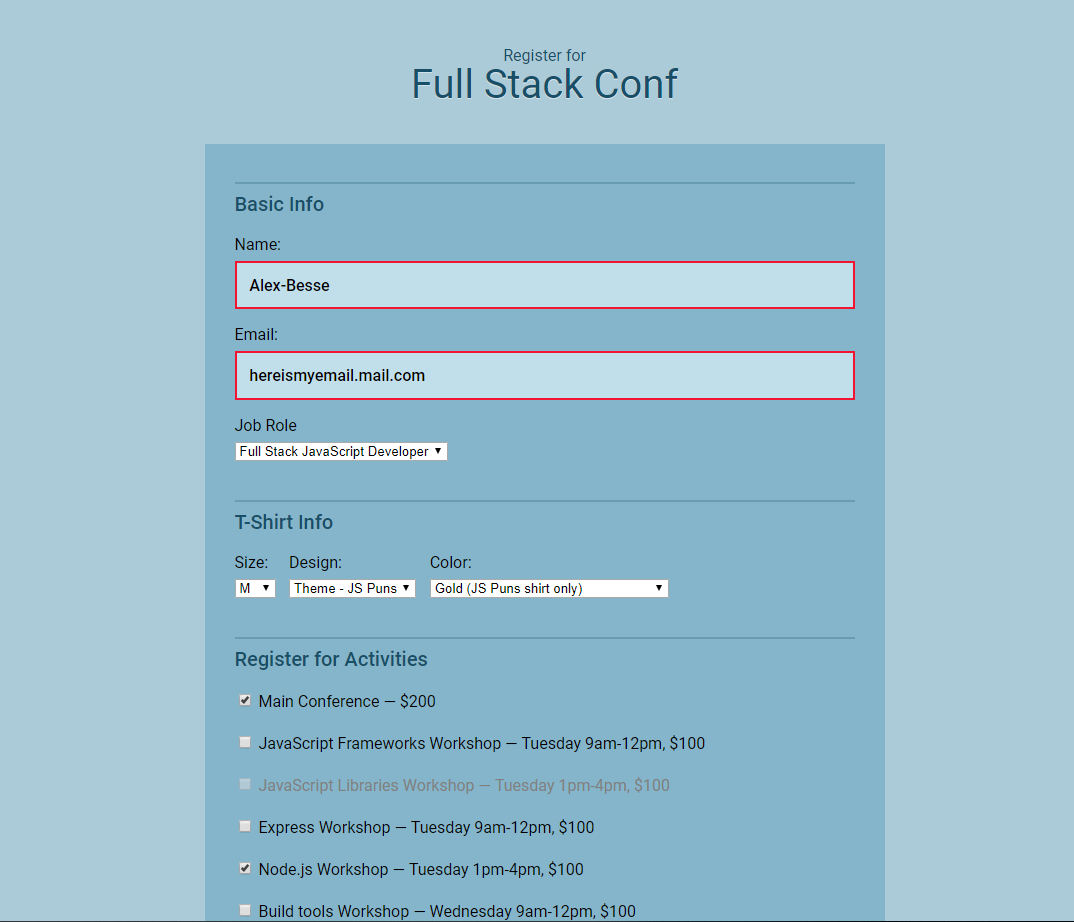 Register for
Full Stack Conf
Basic Info
Name:
Alex-Besse
Email:
hereismyemail.mail.com
Job Role
Full Stack JavaScript Developer
T-Shirt Info
Size: Design: Color:
M Theme - JS Puns Gold (JS Puns shirt only)
Register for Activities
Main Conference — $200
JavaScript Frameworks Workshop — Tuesday 9am-12pm, $100
JavaScript Libraries Workshop — Tuesday 1pm-4pm, $100
Express Workshop — Tuesday 9am-12pm, $100
Node.js Workshop — Tuesday 1pm-4pm, $100
Build tools Workshop — Wednesday 9am-12pm, $100